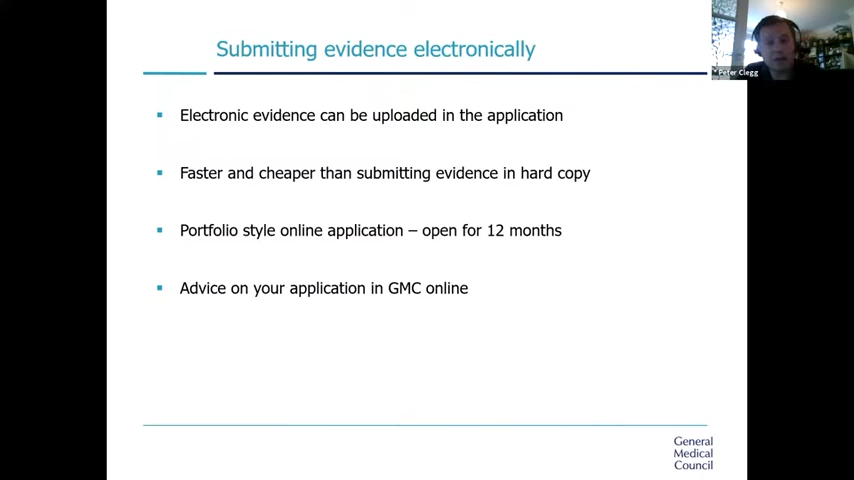 Submitting evidence electronically
Peter Clegg
Electronic evidence can be uploaded in the application
Faster and cheaper than submitting evidence in hard copy
Portfolio style online application – open for 12 months
Advice on your application in GMC online
General
Medical
Council